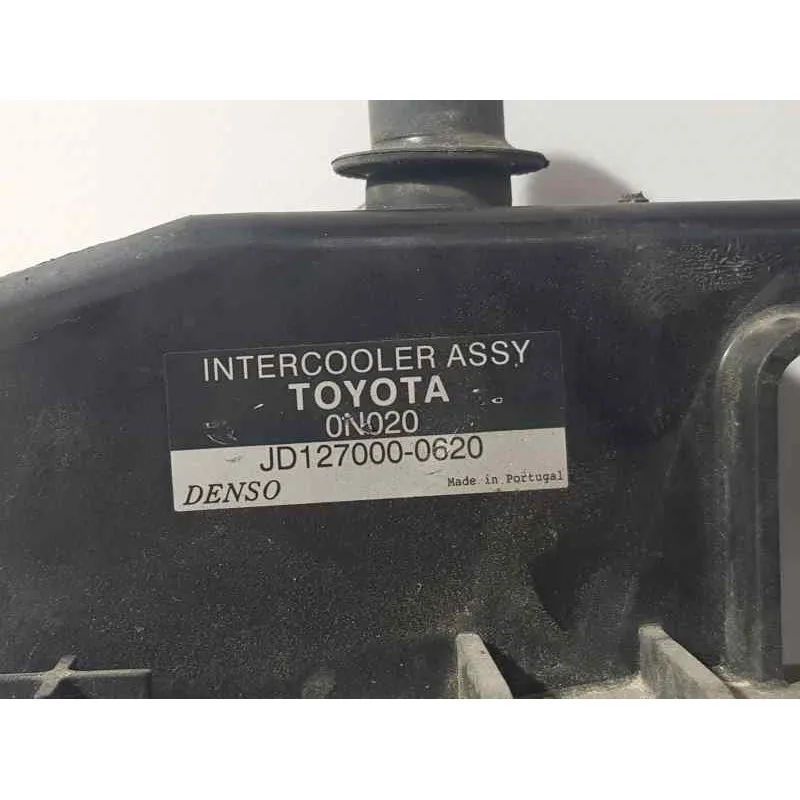 INTERCOOLER ASSY
TOYOTA
0N020
JD127000-0620
DENSO Made in Portugal